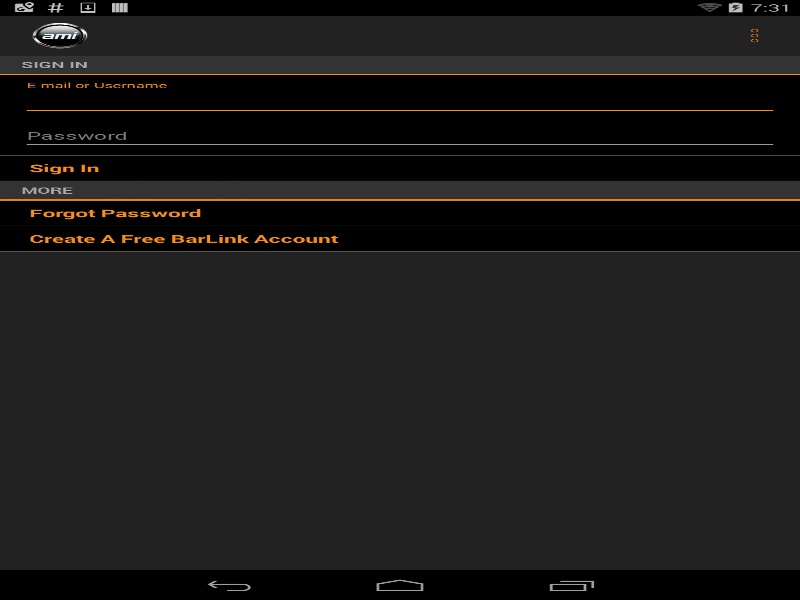 # 7:31
ami
SIGN IN
E-mail or Username
Password
Sign In
MORE
Forgot Password
Create A Free BarLink Account